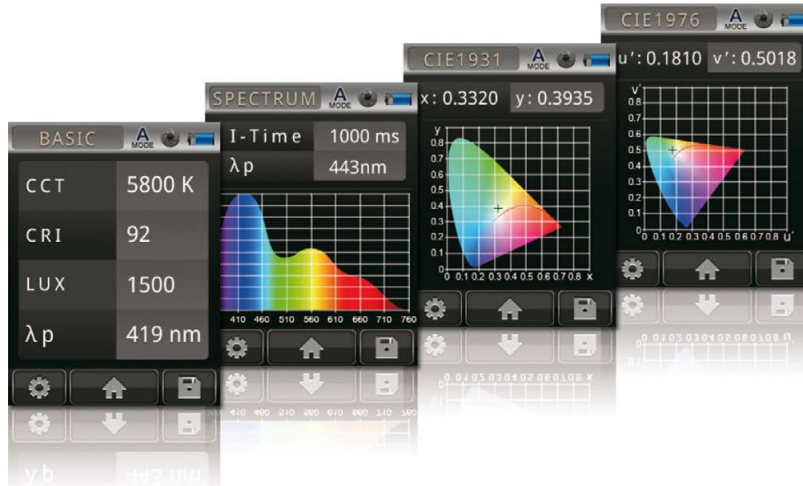 BASIC
A
MODE
CCT 5800 K
CRI 92
LUX 1500
λp 419 nm
SPECTRUM
A
MODE
I-Time 1000 ms
λp 443nm
410 460 510 560 610 660 710 760
CIE1931
A
MODE
x: 0.3320 y: 0.3935
y
0.8
0.7
0.6
0.5
0.4
0.3
0.2
0.1
0 0.1 0.2 0.3 0.4 0.5 0.6 0.7 0.8 x
CIE1976
A
MODE
u': 0.1810 v': 0.5018
v'
0.8
0.7
0.6
0.5
0.4
0.3
0.2
0.1
0 0.1 0.2 0.3 0.4 0.5 0.6 0.7 0.8 u'